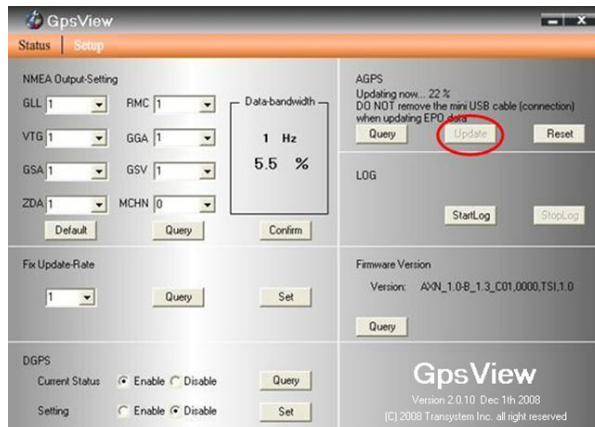 GpsView
Status | Setup
NMEA Output-Setting
GLL 1 RMC 1
VTG 1 GGA 1
GSA 1 GSV 1
ZDA 1 MCHN 0
Default Query
Data-bandwidth
1 Hz
5.5 %
Confirm
AGPS
Updating now... 22 %
DO NOT remove the mini USB cable (connection)
when updating EPO data
Query Update Reset
LOG
StartLog StopLog
Fix Update-Rate
1 Query Set
Firmware Version
Version: AXN_1.0-B_1.3_C01,0000,TSI,1.0
Query
DGPS
Current Status Enable Disable Query
Setting Enable Disable Set
GpsView
Version 2.0.10 Dec 1th 2008
(C) 2008 Transystem Inc. all right reserved